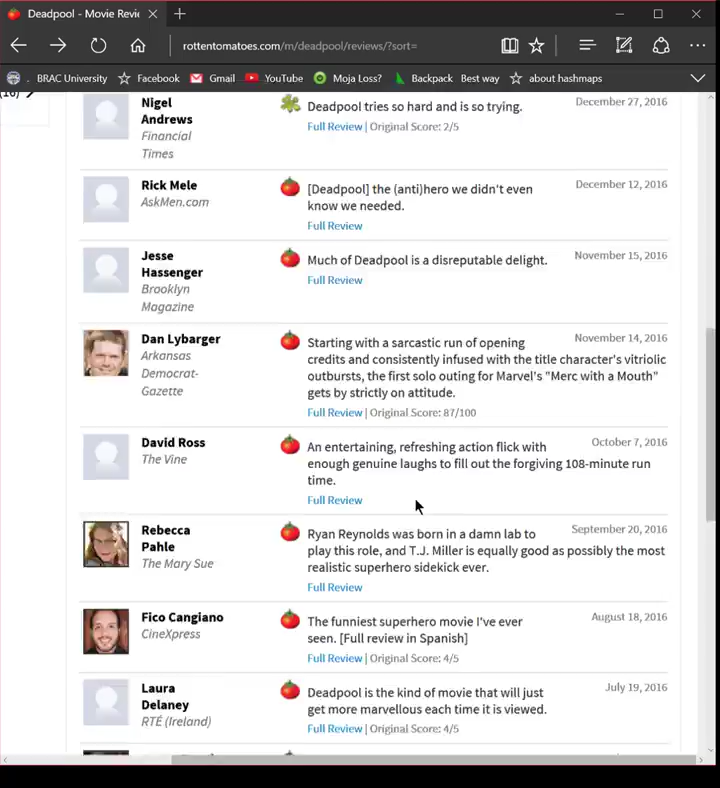 Deadpool - Movie Revie
rottentomatoes.com/m/deadpool/reviews/?sort=
. BRAC University Facebook Gmail YouTube Moja Loss? Backpack Best way about hashmaps
(16)
Nigel
Andrews
Financial
Times
Deadpool tries so hard and is so trying.
December 27, 2016
Full Review | Original Score: 2/5
Rick Mele
AskMen.com
[Deadpool] the (anti)hero we didn't even
know we needed.
December 12, 2016
Full Review
Jesse
Hassenger
Brooklyn
Magazine
Much of Deadpool is a disreputable delight.
November 15, 2016
Full Review
Dan Lybarger
Arkansas
Democrat-
Gazette
Starting with a sarcastic run of opening
November 14, 2016
credits and consistently infused with the title character's vitriolic
outbursts, the first solo outing for Marvel's "Merc with a Mouth"
gets by strictly on attitude.
Full Review | Original Score: 87/100
David Ross
The Vine
An entertaining, refreshing action flick with
October 7, 2016
enough genuine laughs to fill out the forgiving 108-minute run
time.
Full Review
Rebecca
Pahle
The Mary Sue
Ryan Reynolds was born in a damn lab to
September 20, 2016
play this role, and T.J. Miller is equally good as possibly the most
realistic superhero sidekick ever.
Full Review
Fico Cangiano
CineXpress
The funniest superhero movie I've ever
seen. [Full review in Spanish]
August 18, 2016
Full Review | Original Score: 4/5
Laura
Delaney
RTÉ (Ireland)
Deadpool is the kind of movie that will just
get more marvellous each time it is viewed.
July 19, 2016
Full Review | Original Score: 4/5